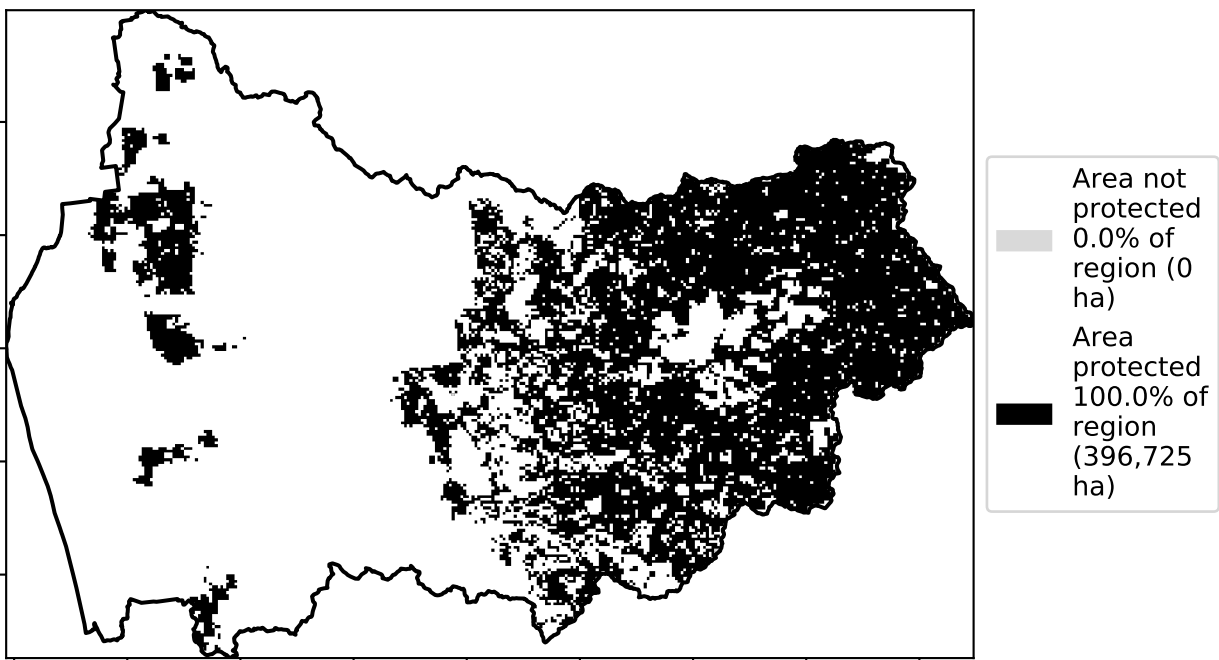 Area not
protected
0.0% of
region (0
ha)
Area
protected
100.0% of
region
(396,725
ha)